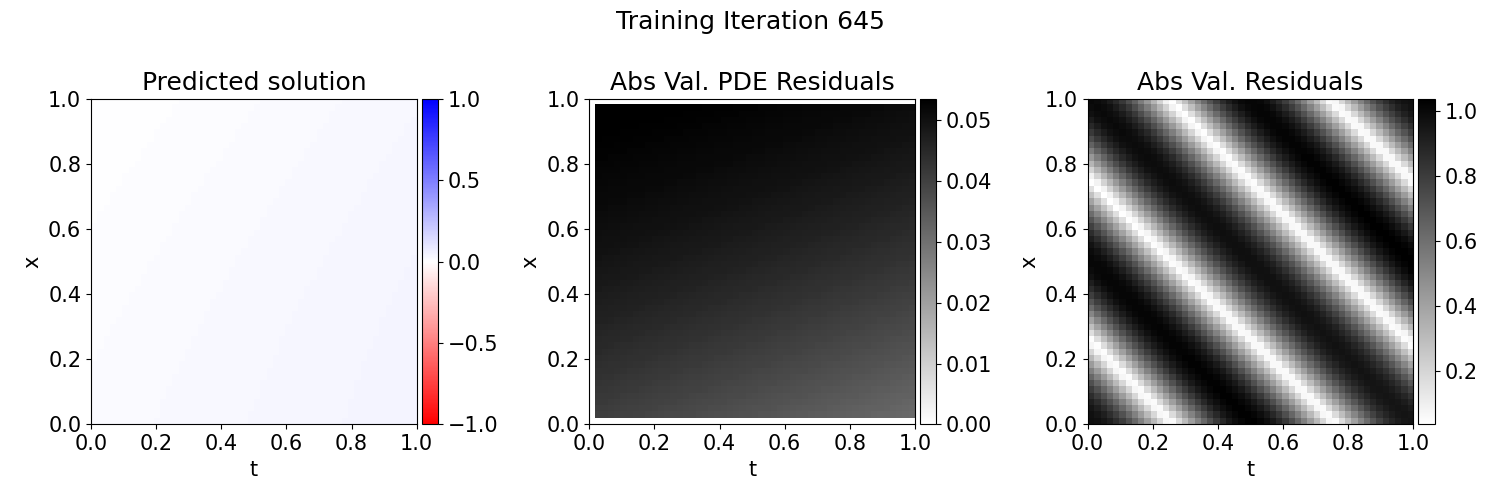 Training Iteration 645
Predicted solution
1.0
0.8
0.6
0.4
0.2
0.0
x
0.0 0.2 0.4 0.6 0.8 1.0
t
1.0
0.5
0.0
−0.5
−1.0
Abs Val. PDE Residuals
1.0
0.8
0.6
0.4
0.2
0.0
x
0.0 0.2 0.4 0.6 0.8 1.0
t
0.05
0.04
0.03
0.02
0.01
0.00
Abs Val. Residuals
1.0
0.8
0.6
0.4
0.2
0.0
x
0.0 0.2 0.4 0.6 0.8 1.0
t
1.0
0.8
0.6
0.4
0.2